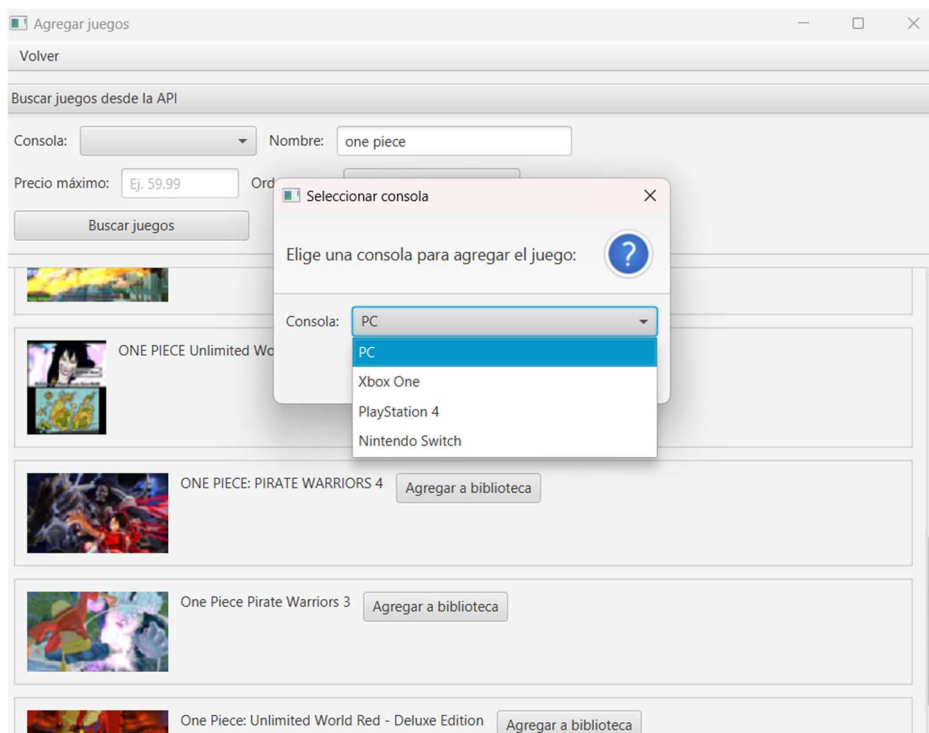 Agregar juegos
Volver
Buscar juegos desde la API
Consola:
Nombre: one piece
Precio máximo: Ej. 59.99
Ord
Buscar juegos
Seleccionar consola
Elige una consola para agregar el juego:
?
Consola: PC
PC
Xbox One
PlayStation 4
Nintendo Switch
ONE PIECE Unlimited Wo
ONE PIECE: PIRATE WARRIORS 4
Agregar a biblioteca
One Piece Pirate Warriors 3
Agregar a biblioteca
One Piece: Unlimited World Red - Deluxe Edition
Agregar a biblioteca